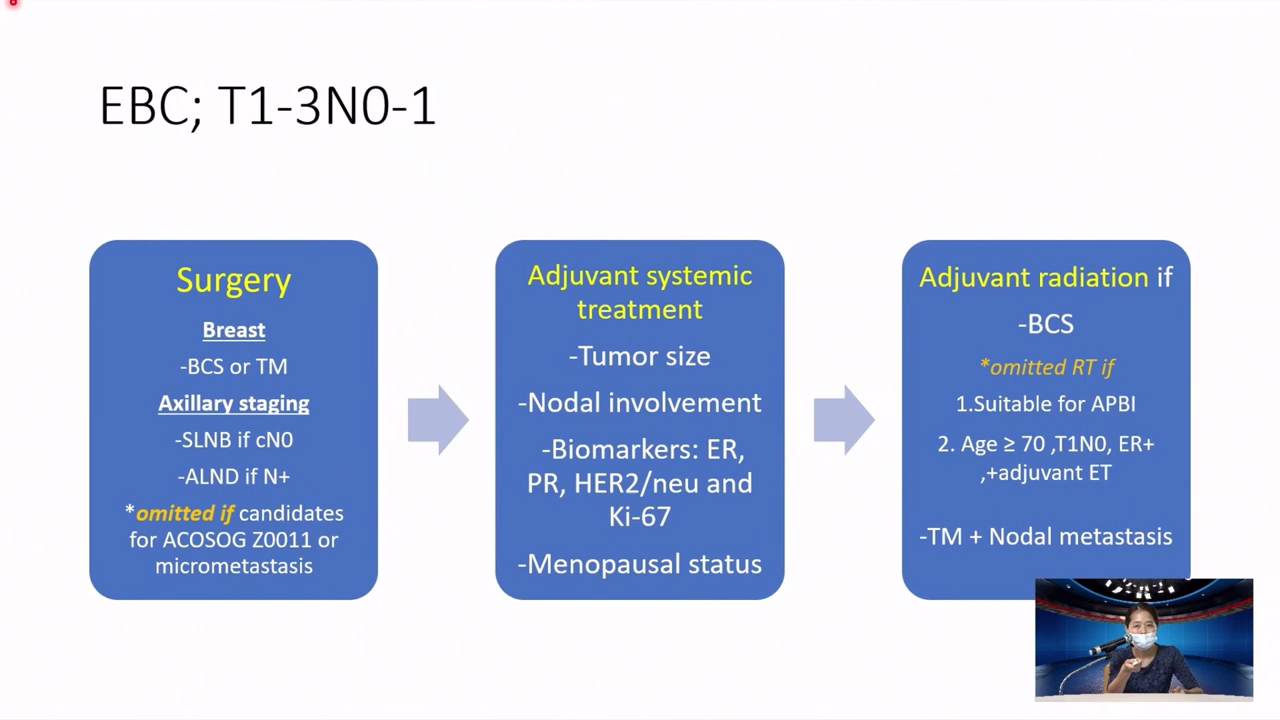 EBC; T1-3N0-1
Surgery
Breast
-BCS or TM
Axillary staging
-SLNB if cN0
-ALND if N+
*omitted if candidates
for ACOSOG Z0011 or
micrometastasis
Adjuvant systemic
treatment
-Tumor size
-Nodal involvement
-Biomarkers: ER,
PR, HER2/neu and
Ki-67
-Menopausal status
Adjuvant radiation if
-BCS
*omitted RT if
1.Suitable for APBI
2. Age ≥ 70 ,T1N0, ER+
,+adjuvant ET
-TM + Nodal metastasis